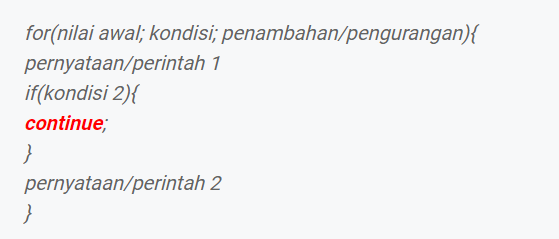 for(nilai awal; kondisi; penambahan/pengurangan){
pernyataan/perintah 1
if(kondisi 2){
continue;
}
pernyataan/perintah 2
}